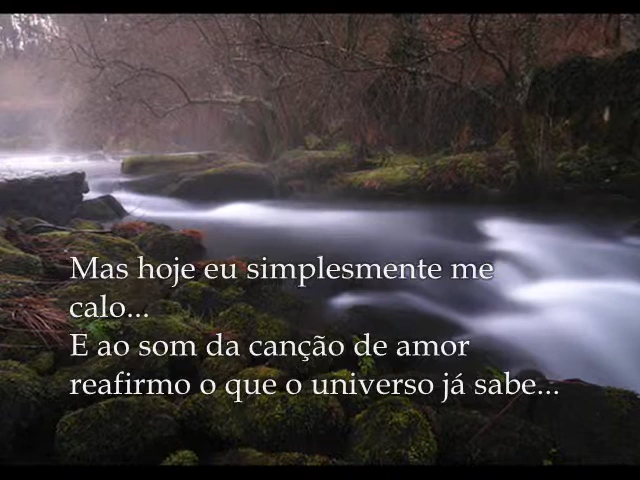 Mas hoje eu simplesmente me
calo...
E ao som da canção de amor
reafirmo o que o universo já sabe...